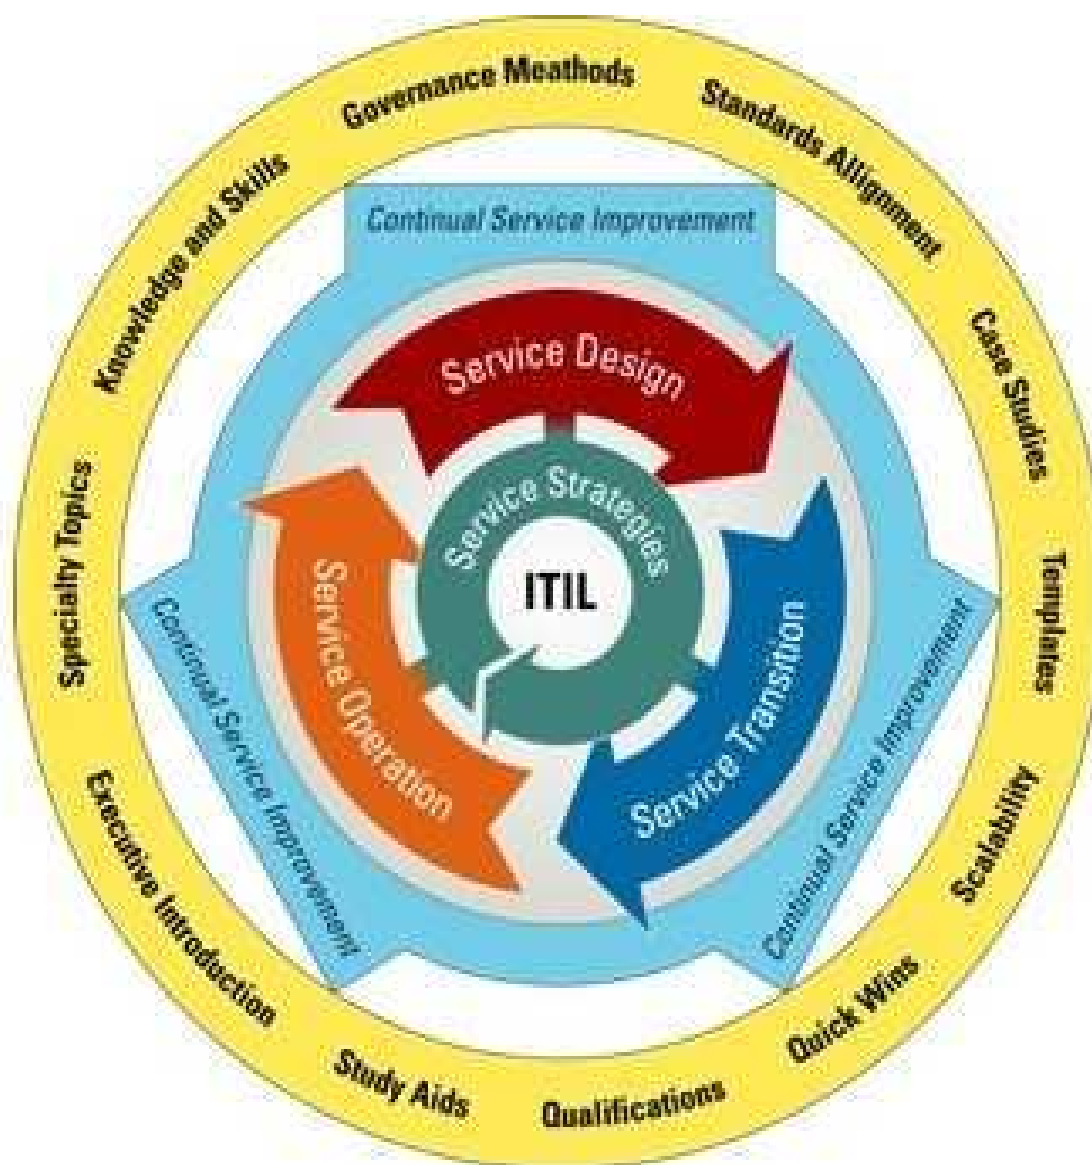 Governance Meathods
Standards Allignment
Case Studies
Templates
Scalability
Quick Wins
Qualifications
Study Aids
Executive Introduction
Specialty Topics
Knowledge and Skills
Continual Service Improvement
Continual Service Improvement
Continual Service Improvement
Service Design
Service Transition
Service Operation
Service Strategies
ITIL